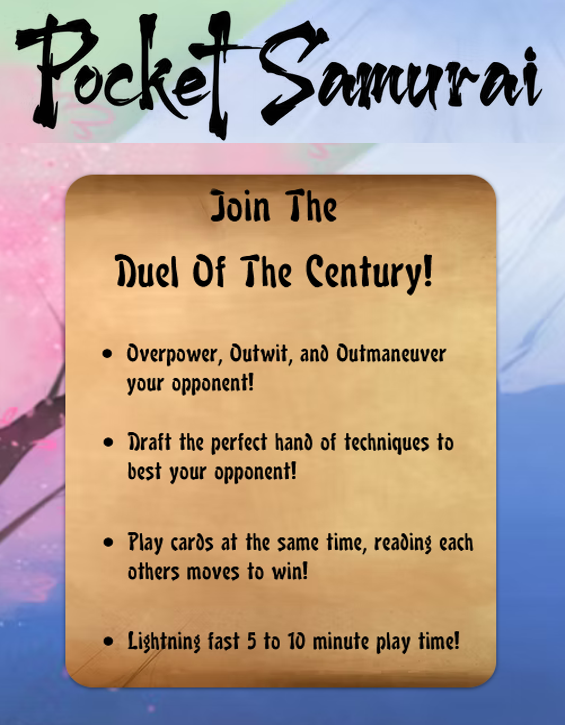 Pocket Samurai
Join The
Duel Of The Century!
• Overpower, Outwit, and Outmaneuver
your opponent!
• Draft the perfect hand of techniques to
best your opponent!
• Play cards at the same time, reading each
others moves to win!
• Lightning fast 5 to 10 minute play time!